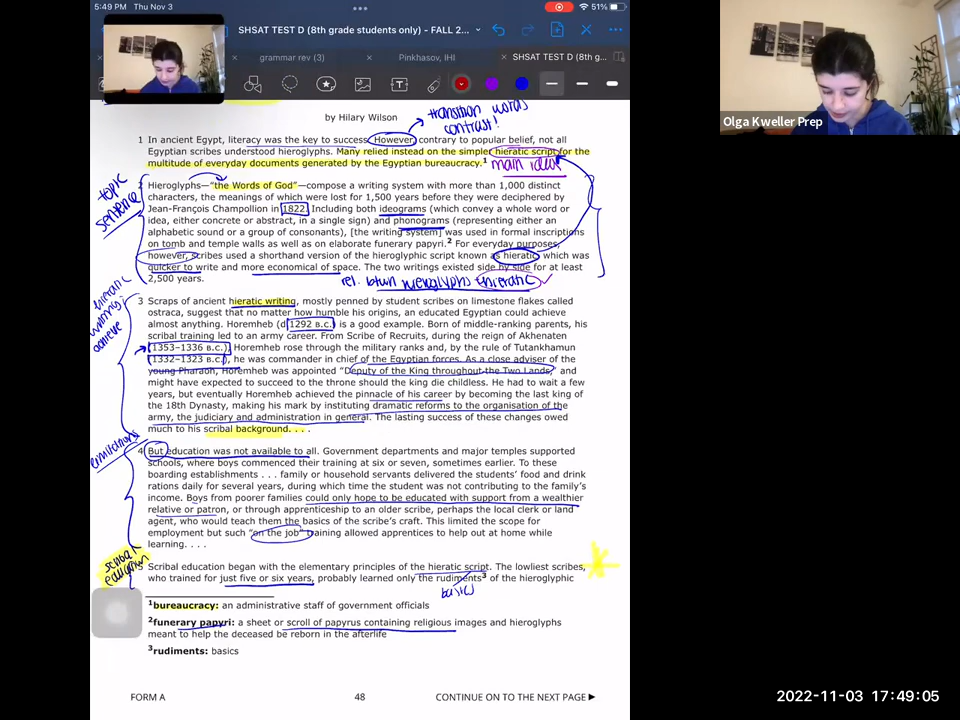 5:49 PM Thu Nov 3
51%
SHSAT TEST D (8th grade students only) - FALL 2...
grammar rev (3)
Pinkhasov, IHI
SHSAT TEST D (8th g...
Olga Kweller Prep
transition words
contrast!
by Hilary Wilson
1 In ancient Egypt, literacy was the key to success. However, contrary to popular belief, not all
Egyptian scribes understood hieroglyphs. Many relied instead on the simpler hieratic script for the
multitude of everyday documents generated by the Egyptian bureaucracy.1
main idea
topic
sentence
2 Hieroglyphs—"the Words of God"—compose a writing system with more than 1,000 distinct
characters, the meanings of which were lost for 1,500 years before they were deciphered by
Jean-François Champollion in 1822. Including both ideograms (which convey a whole word or
idea, either concrete or abstract, in a single sign) and phonograms (representing either an
alphabetic sound or a group of consonants), [the writing system] was used in formal inscriptions
on tomb and temple walls as well as on elaborate funerary papyri.2 For everyday purposes,
however, scribes used a shorthand version of the hieroglyphic script known as hieratic which was
quicker to write and more economical of space. The two writings existed side by side for at least
2,500 years.
rel. btwn hieroglyphs + hieratic
hieratic
writing:
achieve
3 Scraps of ancient hieratic writing, mostly penned by student scribes on limestone flakes called
ostraca, suggest that no matter how humble his origins, an educated Egyptian could achieve
almost anything. Horemheb (d 1292 B.C.) is a good example. Born of middle-ranking parents, his
scribal training led to an army career. From Scribe of Recruits, during the reign of Akhenaten
(1353–1336 B.C.), Horemheb rose through the military ranks and, by the rule of Tutankhamun
(1332–1323 B.C.), he was commander in chief of the Egyptian forces. As a close adviser of the
young Pharaoh, Horemheb was appointed "Deputy of the King throughout the Two Lands," and
might have expected to succeed to the throne should the king die childless. He had to wait a few
years, but eventually Horemheb achieved the pinnacle of his career by becoming the last king of
the 18th Dynasty, making his mark by instituting dramatic reforms to the organisation of the
army, the judiciary and administration in general. The lasting success of these changes owed
much to his scribal background. . . .
limitations
4 But education was not available to all. Government departments and major temples supported
schools, where boys commenced their training at six or seven, sometimes earlier. To these
boarding establishments . . . family or household servants delivered the students' food and drink
rations daily for several years, during which time the student was not contributing to the family's
income. Boys from poorer families could only hope to be educated with support from a wealthier
relative or patron, or through apprenticeship to an older scribe, perhaps the local clerk or land
agent, who would teach them the basics of the scribe's craft. This limited the scope for
employment but such "on the job" training allowed apprentices to help out at home while
learning. . . .
scribal
education
5 Scribal education began with the elementary principles of the hieratic script. The lowliest scribes,
who trained for just five or six years, probably learned only the rudiments3 of the hieroglyphic
basics
1bureaucracy: an administrative staff of government officials
2funerary papyri: a sheet or scroll of papyrus containing religious images and hieroglyphs
meant to help the deceased be reborn in the afterlife
3rudiments: basics
FORM A 48 CONTINUE ON TO THE NEXT PAGE ▶
2022-11-03 17:49:05